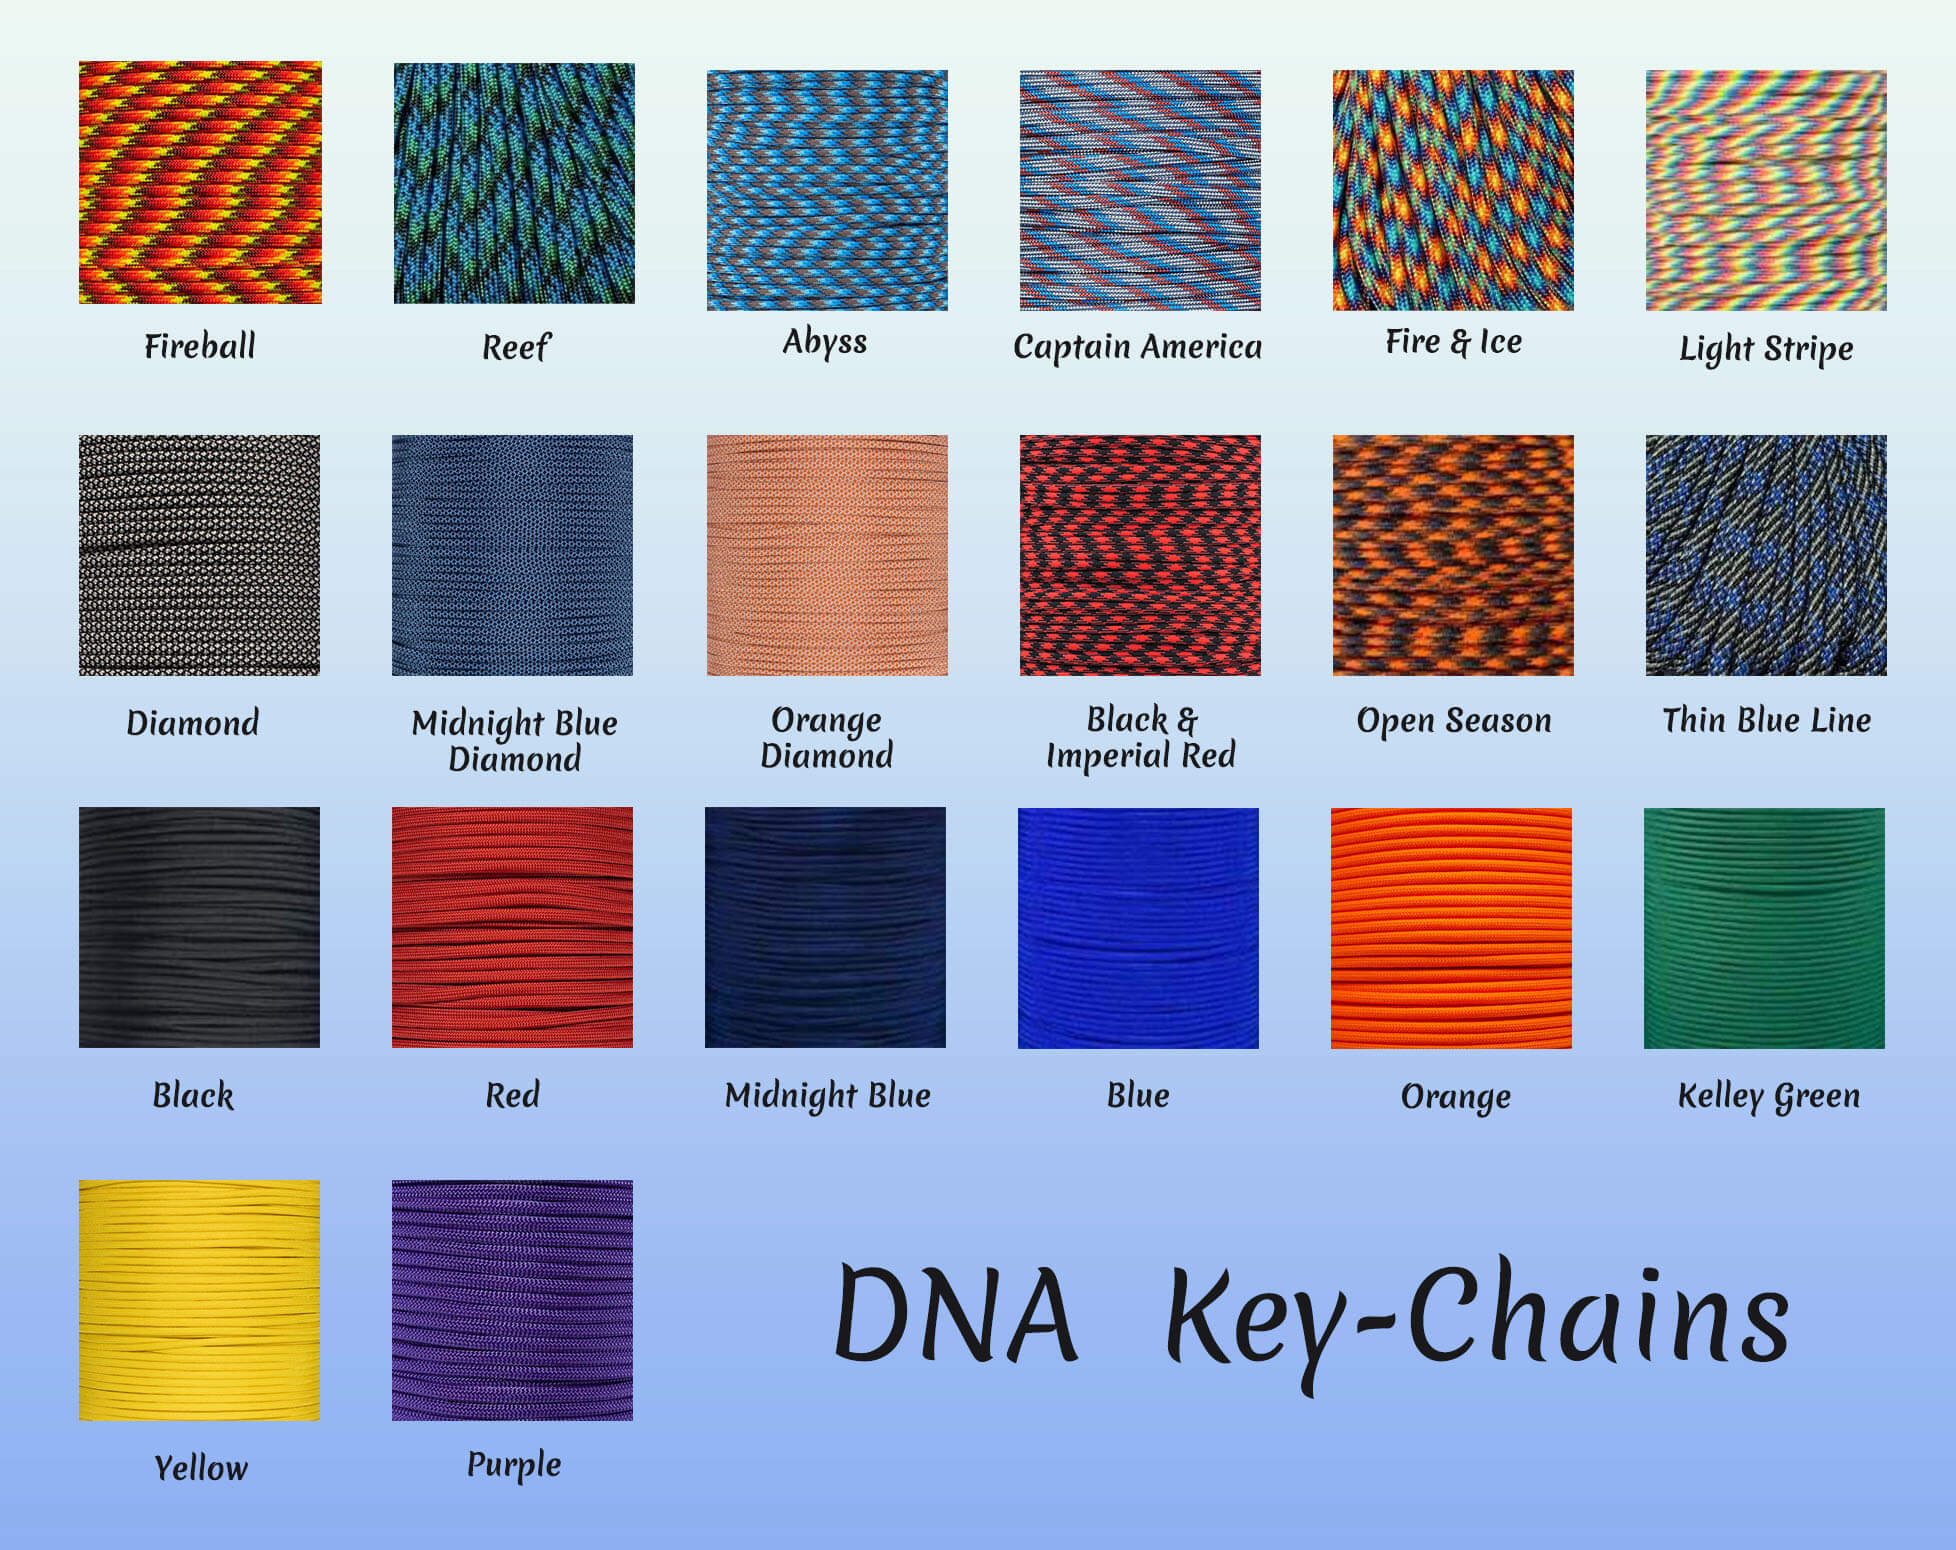 Fireball
Reef
Abyss
Captain America
Fire & Ice
Light Stripe
Diamond
Midnight Blue
Diamond
Orange
Diamond
Black &
Imperial Red
Open Season
Thin Blue Line
Black
Red
Midnight Blue
Blue
Orange
Kelley Green
Yellow
Purple
DNA Key-Chains